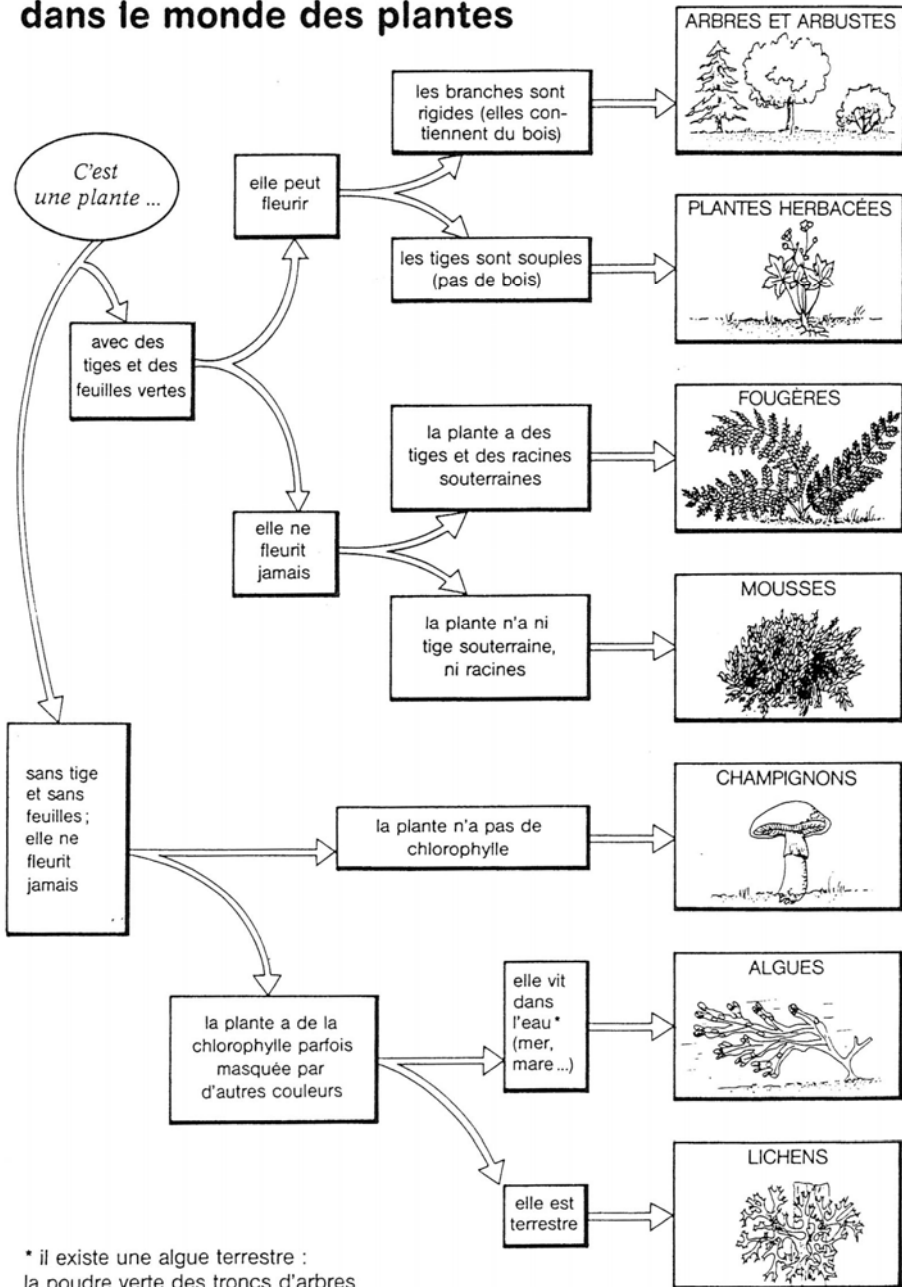 dans le monde des plantes
C'est
une plante ...
avec des
tiges et des
feuilles vertes
elle peut
fleurir
les branches sont
rigides (elles con-
tiennent du bois)
ARBRES ET ARBUSTES
les tiges sont souples
(pas de bois)
PLANTES HERBACÉES
elle ne
fleurit
jamais
la plante a des
tiges et des racines
souterraines
FOUGÈRES
la plante n'a ni
tige souterraine,
ni racines
MOUSSES
sans tige
et sans
feuilles ;
elle ne
fleurit
jamais
la plante n'a pas de
chlorophylle
CHAMPIGNONS
la plante a de la
chlorophylle parfois
masquée par
d'autres couleurs
elle vit
dans
l'eau *
(mer,
mare ...)
ALGUES
elle est
terrestre
LICHENS
* il existe une algue terrestre :
la poudre verte des troncs d'arbres